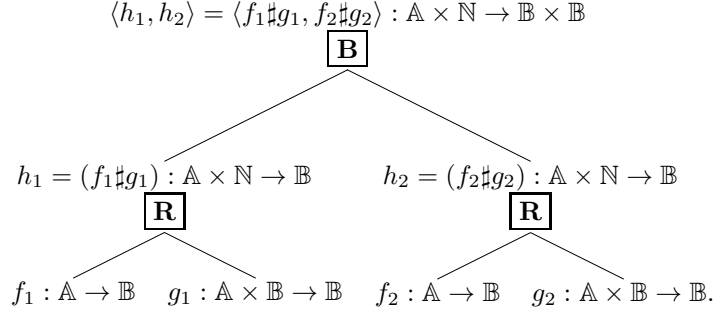 ⟨h₁, h₂⟩ = ⟨f₁♯g₁, f₂♯g₂⟩ : 𝔸 × ℕ → 𝔹 × 𝔹
B
h₁ = (f₁♯g₁) : 𝔸 × ℕ → 𝔹 h₂ = (f₂♯g₂) : 𝔸 × ℕ → 𝔹
R R
f₁ : 𝔸 → 𝔹 g₁ : 𝔸 × 𝔹 → 𝔹 f₂ : 𝔸 → 𝔹 g₂ : 𝔸 × 𝔹 → 𝔹.